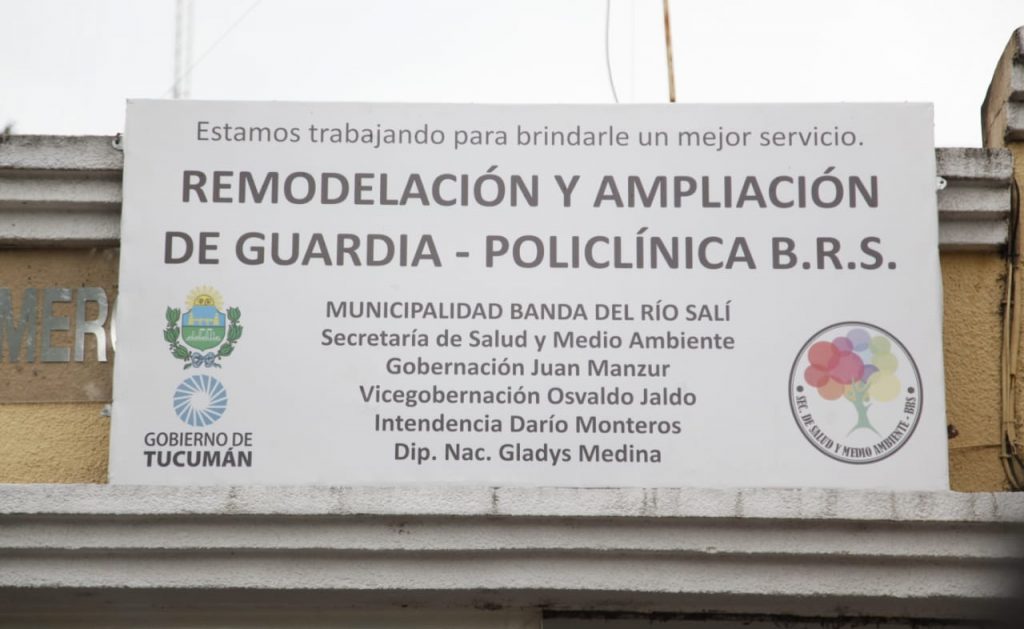 Estamos trabajando para brindarle un mejor servicio.
REMODELACIÓN Y AMPLIACIÓN
DE GUARDIA - POLICLÍNICA B.R.S.
MUNICIPALIDAD BANDA DEL RÍO SALÍ
Secretaría de Salud y Medio Ambiente
Gobernación Juan Manzur
Vicegobernación Osvaldo Jaldo
Intendencia Darío Monteros
Dip. Nac. Gladys Medina
GOBIERNO DE
TUCUMÁN
SEC. DE SALUD Y MEDIO AMBIENTE - BRS
MER